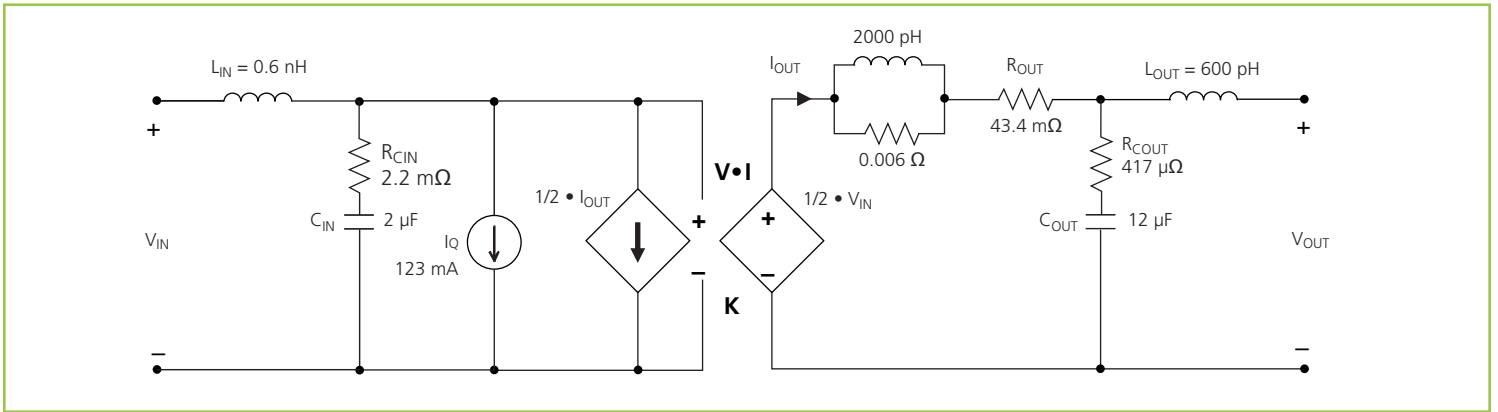 L_IN = 0.6 nH
+
R_CIN
2.2 mΩ
C_IN
2 µF
V_IN
I_Q
123 mA
−
1/2 • I_OUT
V•I
+
−
K
+
−
1/2 • V_IN
I_OUT
2000 pH
0.006 Ω
R_OUT
43.4 mΩ
L_OUT = 600 pH
+
R_COUT
417 µΩ
C_OUT
12 µF
V_OUT
−